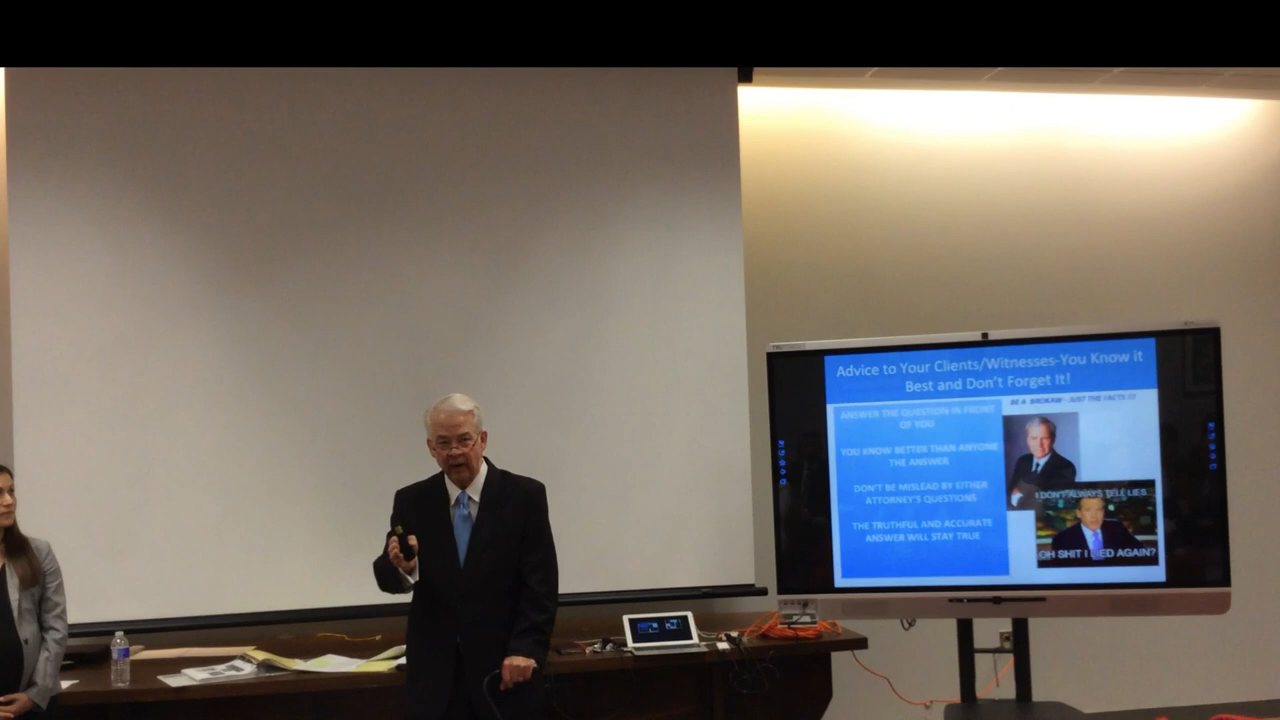 Advice to Your Clients/Witnesses-You Know it
Best and Don't Forget It!
BE A BROKAW - JUST THE FACTS !!!
ANSWER THE QUESTION IN FRONT
OF YOU
YOU KNOW BETTER THAN ANYONE
THE ANSWER
DON'T BE MISLEAD BY EITHER
ATTORNEY'S QUESTIONS
THE TRUTHFUL AND ACCURATE
ANSWER WILL STAY TRUE
I DON'T ALWAYS TELL LIES
OH SHIT I ED AGAIN?